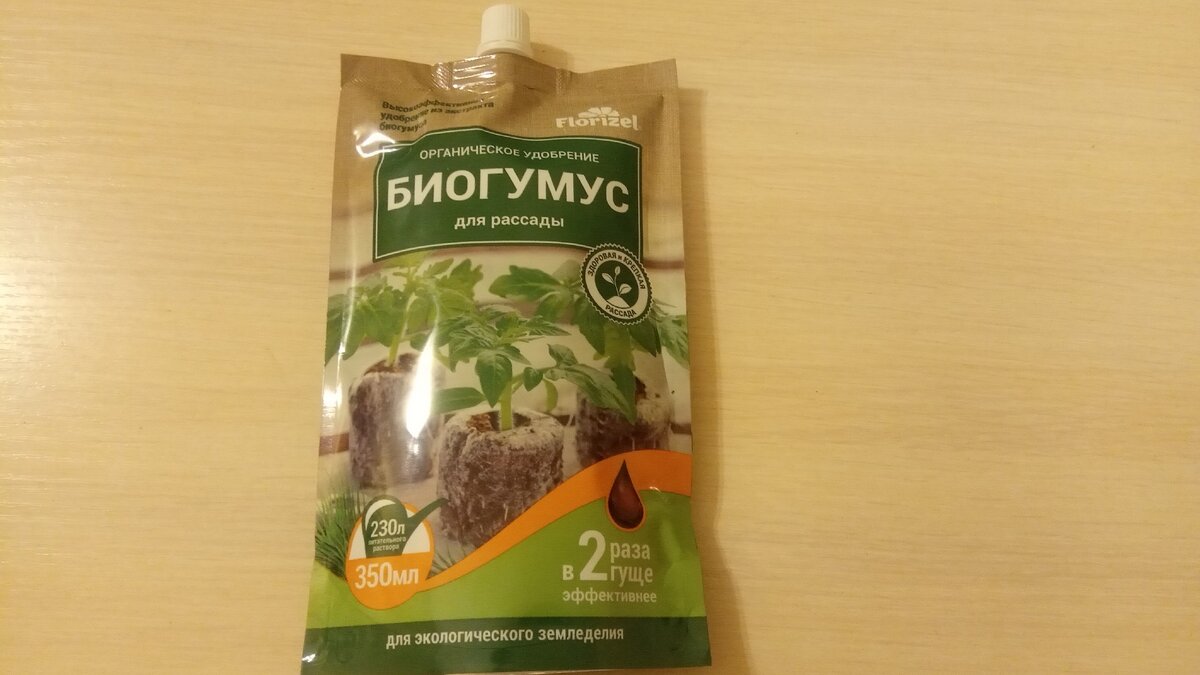 Высокоэффективное
удобрение из экстракта
биогумуса
Florizel
ОРГАНИЧЕСКОЕ УДОБРЕНИЕ
БИОГУМУС
для рассады
ЗДОРОВАЯ и КРЕПКАЯ
РАССАДА
230л
питательного
раствора
350мл
в 2 раза
гуще
эффективнее
для экологического земледелия